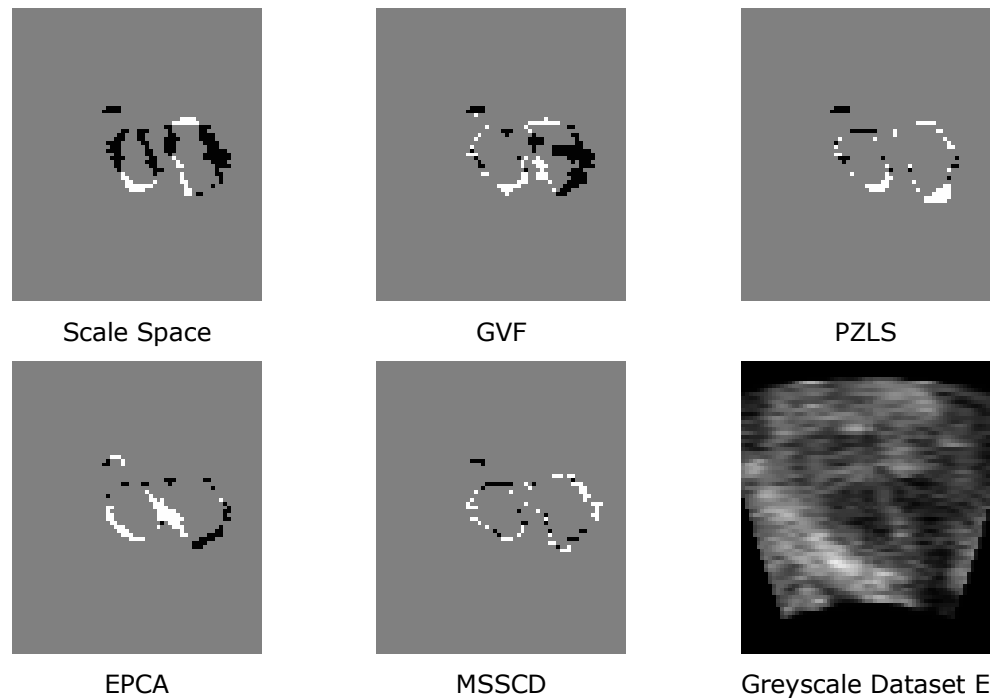 Scale Space
GVF
PZLS
EPCA
MSSCD
Greyscale Dataset E